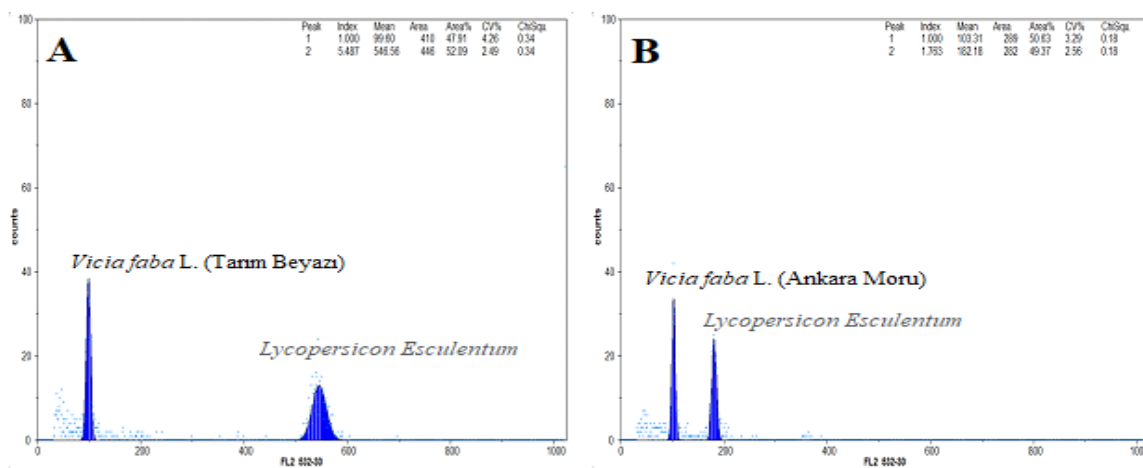 A
Peak Index Mean Area Area% CV% ChiSqu.
1 1.000 99.60 410 47.91 4.26 0.34
2 5.487 546.56 446 52.09 2.49 0.34
100
80
60
40
20
0
counts
Vicia faba L. (Tarım Beyazı)
Lycopersicon Esculentum
0 200 400 600 800 1000
FL2 532-30
B
Peak Index Mean Area Area% CV% ChiSqu.
1 1.000 103.31 289 50.63 3.29 0.18
2 1.763 182.18 282 49.37 2.56 0.18
100
80
60
40
20
0
counts
Vicia faba L. (Ankara Moru)
Lycopersicon Esculentum
0 200 400 600 800 1000
FL2 532-30